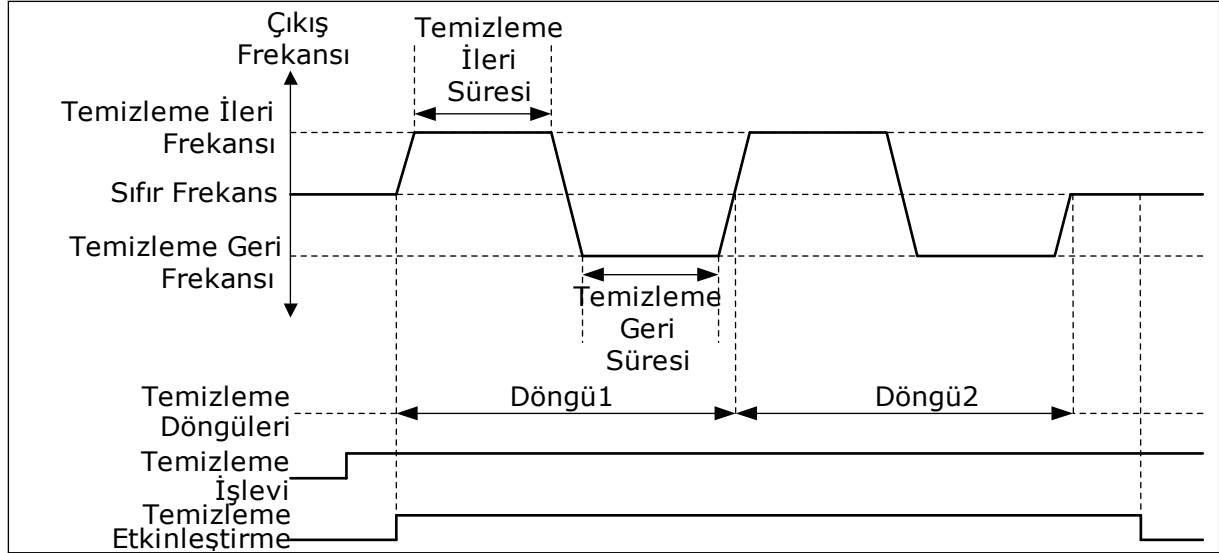 Çıkış
Frekansı
Temizleme
İleri
Süresi
Temizleme İleri
Frekansı
Sıfır Frekans
Temizleme Geri
Frekansı
Temizleme
Geri
Süresi
Temizleme
Döngüleri
Döngü1
Döngü2
Temizleme
İşlevi
Temizleme
Etkinleştirme